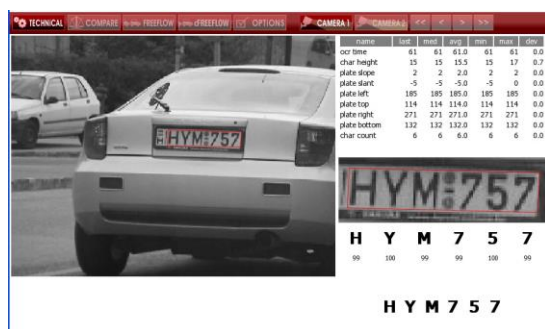 TECHNICAL COMPARE FREEFLOW dFREEFLOW OPTIONS CAMERA 1 CAMERA 2 << < > >>
name last med avg min max dev
ocr time 61 61 61.0 61 61 0.0
char height 15 15 15.5 15 17 0.7
plate slope 2 2 2.0 2 2 0.0
plate slant -5 -5 -5.0 -5 0 0.0
plate left 185 185 185.0 185 185 0.0
plate top 114 114 114.0 114 114 0.0
plate right 271 271 271.0 271 271 0.0
plate bottom 132 132 132.0 132 132 0.0
char count 6 6 6.0 6 6 0.0
HYM 757
HYM 757
H Y M 7 5 7
99 100 99 99 100 99
H Y M 7 5 7